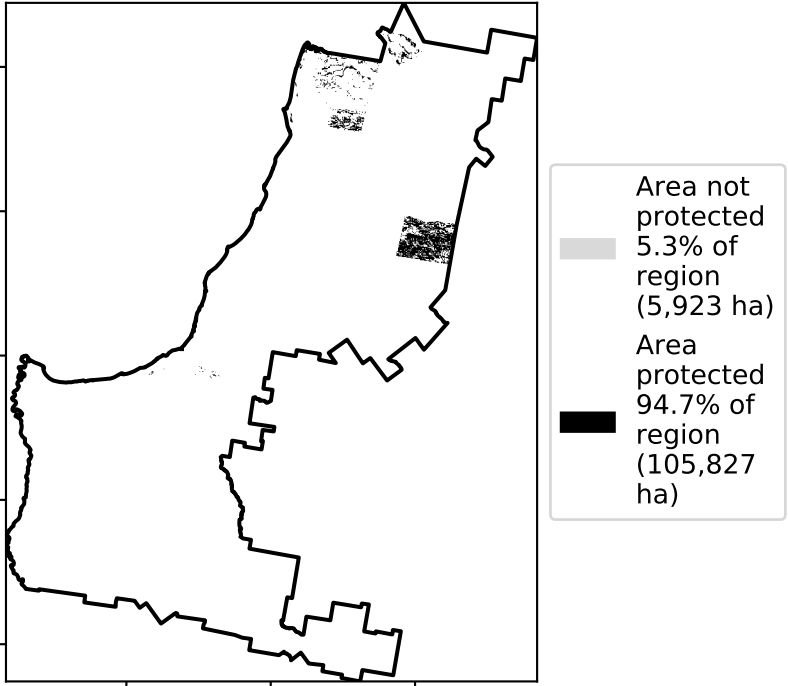 Area not
protected
5.3% of
region
(5,923 ha)
Area
protected
94.7% of
region
(105,827
ha)